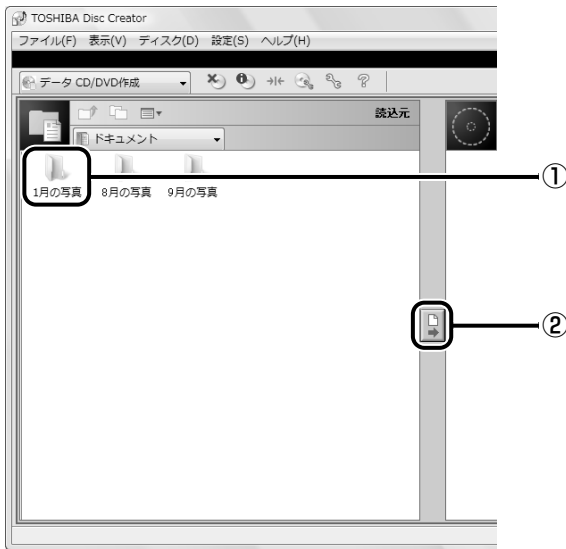 TOSHIBA Disc Creator
ファイル(F) 表示(V) ディスク(D) 設定(S) ヘルプ(H)
データ CD/DVD作成
読込元
ドキュメント
1月の写真 8月の写真 9月の写真
①
②